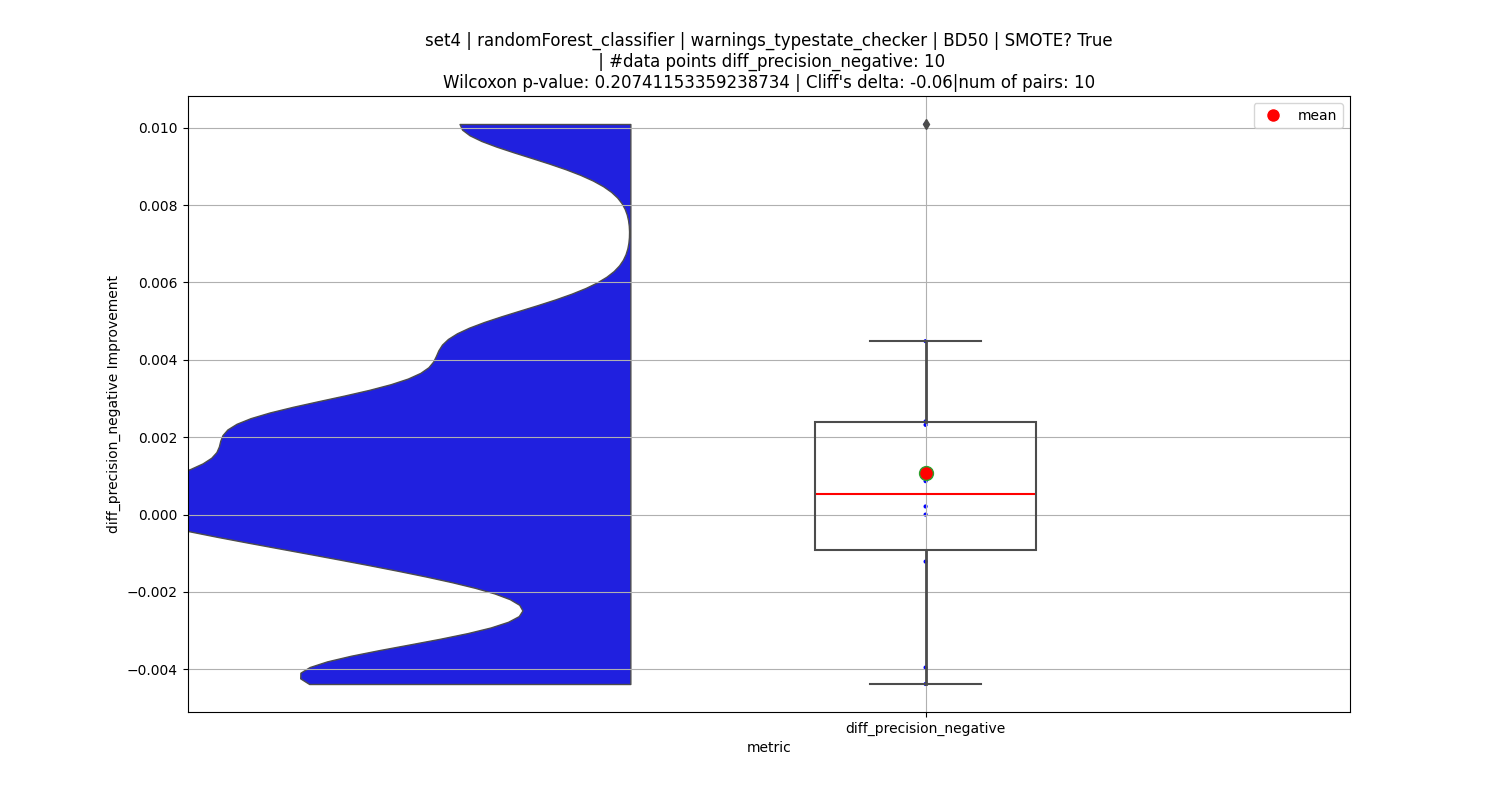 set4 | randomForest_classifier | warnings_typestate_checker | BD50 | SMOTE? True
| #data points diff_precision_negative: 10
Wilcoxon p-value: 0.20741153359238734 | Cliff's delta: -0.06|num of pairs: 10
mean
0.010
0.008
0.006
0.004
0.002
0.000
−0.002
−0.004
diff_precision_negative Improvement
diff_precision_negative
metric